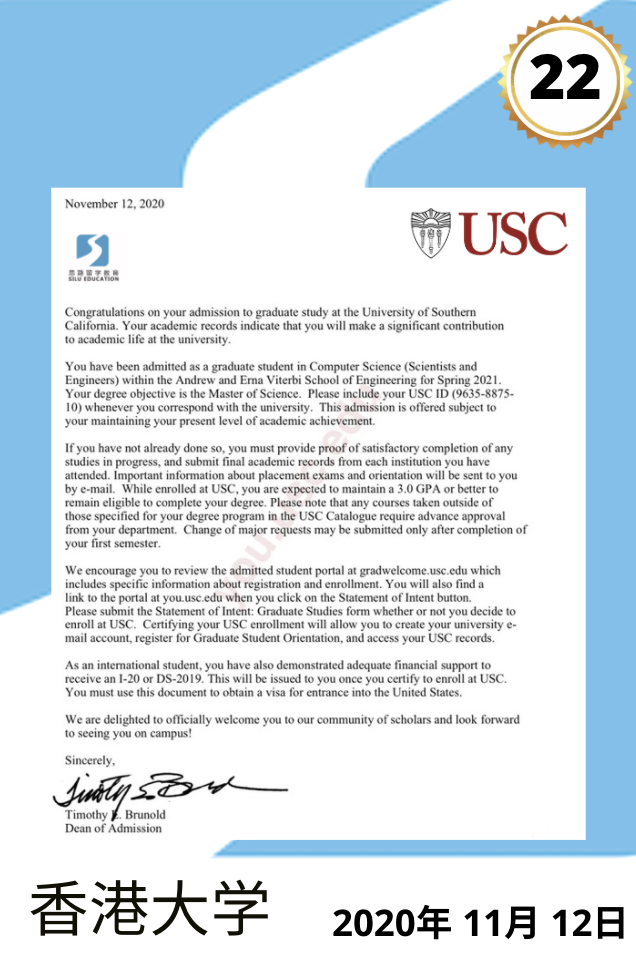 22
November 12, 2020
USC
思路留学教育
SILU EDUCATION
Congratulations on your admission to graduate study at the University of Southern
California. Your academic records indicate that you will make a significant contribution
to academic life at the university.
You have been admitted as a graduate student in Computer Science (Scientists and
Engineers) within the Andrew and Erna Viterbi School of Engineering for Spring 2021.
Your degree objective is the Master of Science.  Please include your USC ID (9635-8875-
10) whenever you correspond with the university.  This admission is offered subject to
your maintaining your present level of academic achievement.
If you have not already done so, you must provide proof of satisfactory completion of any
studies in progress, and submit final academic records from each institution you have
attended. Important information about placement exams and orientation will be sent to you
by e-mail.  While enrolled at USC, you are expected to maintain a 3.0 GPA or better to
remain eligible to complete your degree. Please note that any courses taken outside of
those specified for your degree program in the USC Catalogue require advance approval
from your department.  Change of major requests may be submitted only after completion of
your first semester.
We encourage you to review the admitted student portal at gradwelcome.usc.edu which
includes specific information about registration and enrollment. You will also find a
link to the portal at you.usc.edu when you click on the Statement of Intent button.
Please submit the Statement of Intent: Graduate Studies form whether or not you decide to
enroll at USC.  Certifying your USC enrollment will allow you to create your university e-
mail account, register for Graduate Student Orientation, and access your USC records.
As an international student, you have also demonstrated adequate financial support to
receive an I-20 or DS-2019. This will be issued to you once you certify to enroll at USC.
You must use this document to obtain a visa for entrance into the United States.
We are delighted to officially welcome you to our community of scholars and look forward
to seeing you on campus!
Sincerely,
Timothy E. Brunold
Dean of Admission
香港大学
2020年 11月 12日